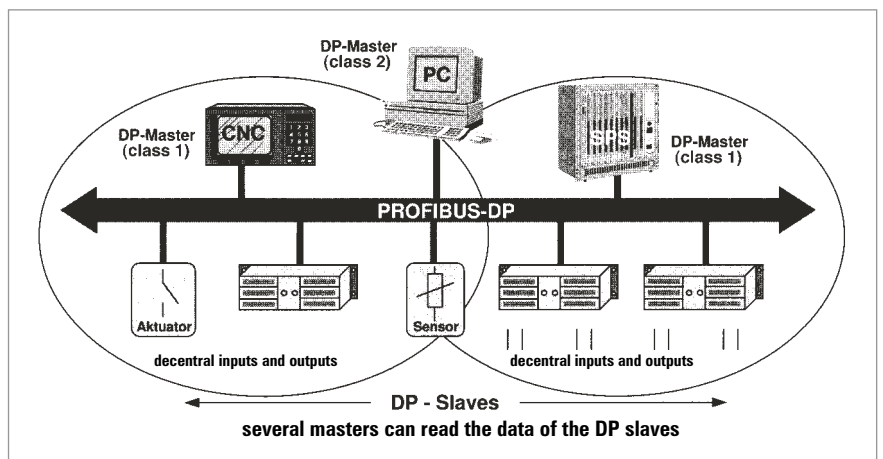 DP-Master
(class 2)
PC
DP-Master
(class 1)
CNC
SPS
DP-Master
(class 1)
PROFIBUS-DP
Aktuator
Sensor
decentral inputs and outputs
decentral inputs and outputs
DP - Slaves
several masters can read the data of the DP slaves